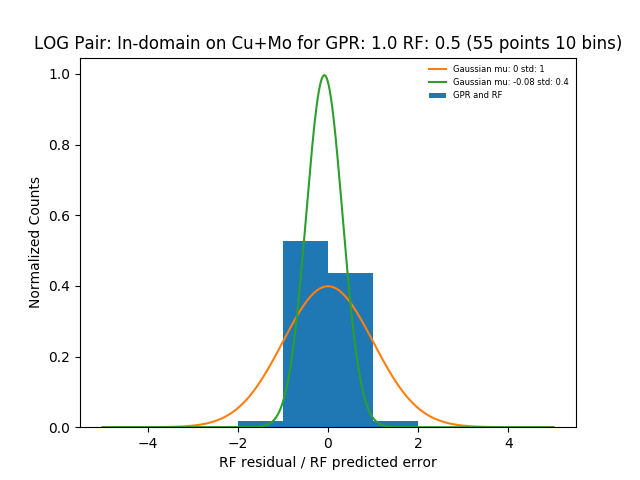 LOG Pair: In-domain on Cu+Mo for GPR: 1.0 RF: 0.5 (55 points 10 bins)
Gaussian mu: 0 std: 1
Gaussian mu: -0.08 std: 0.4
GPR and RF
1.0
0.8
0.6
0.4
0.2
0.0
Normalized Counts
−4
−2
0
2
4
RF residual / RF predicted error